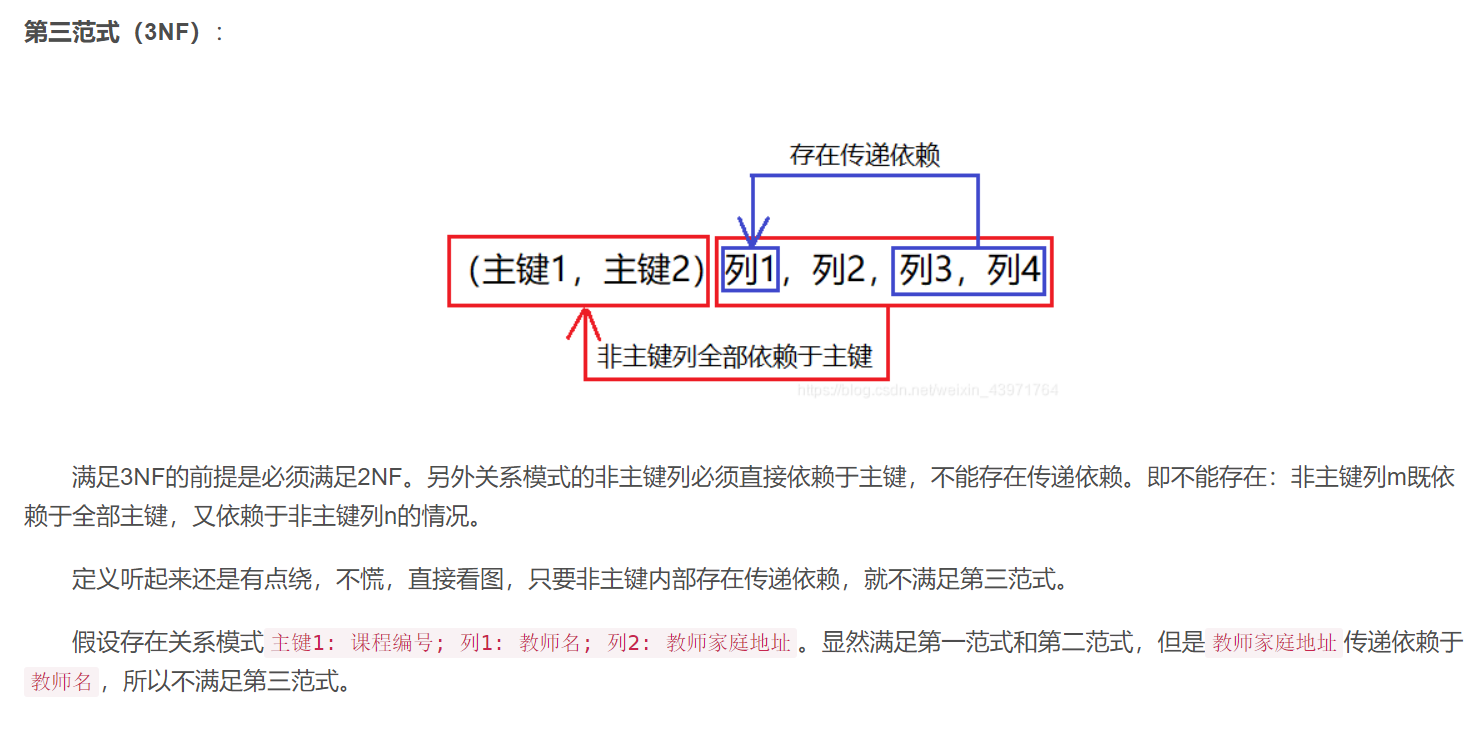 第三范式（3NF）：
存在传递依赖
（主键1，主键2）列1，列2，列3，列4
非主键列全部依赖于主键
https://blog.csdn.net/weixin_43971764
满足3NF的前提是必须满足2NF。另外关系模式的非主键列必须直接依赖于主键，不能存在传递依赖。即不能存在：非主键列m既依
赖于全部主键，又依赖于非主键列n的情况。
定义听起来还是有点绕，不慌，直接看图，只要非主键内部存在传递依赖，就不满足第三范式。
假设存在关系模式主键1: 课程编号; 列1: 教师名; 列2: 教师家庭地址。显然满足第一范式和第二范式，但是教师家庭地址传递依赖于
教师名，所以不满足第三范式。